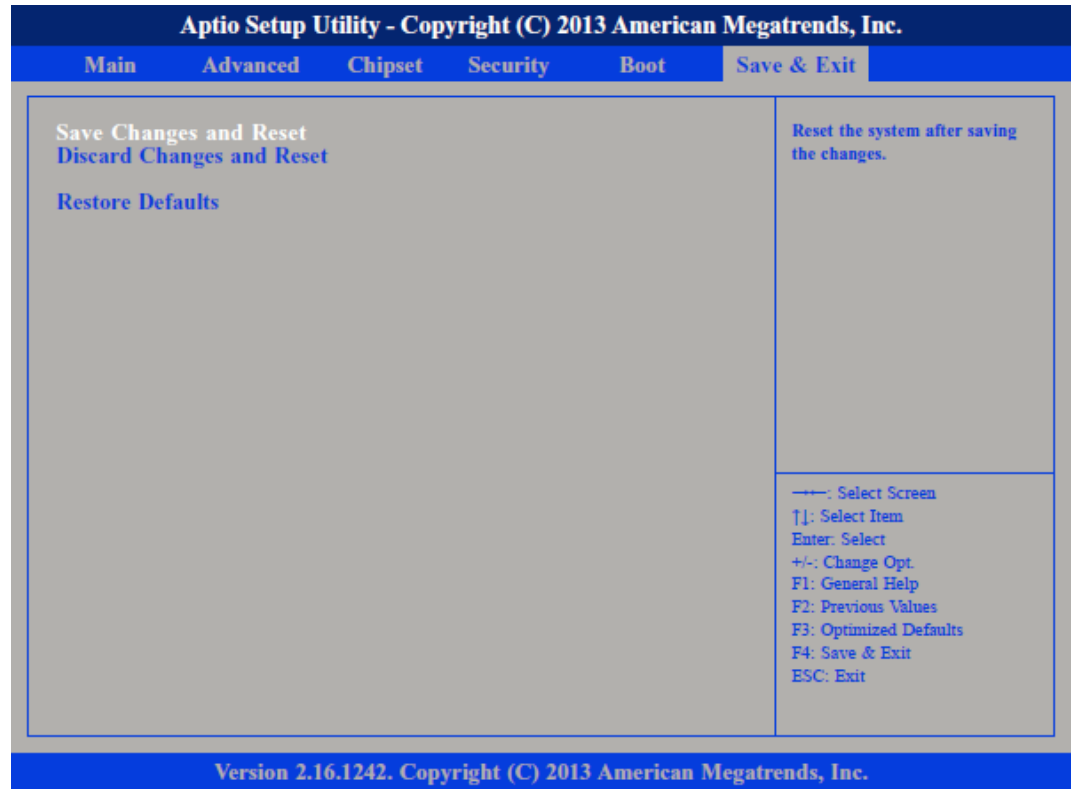 Aptio Setup Utility - Copyright (C) 2013 American Megatrends, Inc.
Main Advanced Chipset Security Boot Save & Exit
Save Changes and Reset
Discard Changes and Reset
Restore Defaults
Reset the system after saving
the changes.
→←: Select Screen
↑↓: Select Item
Enter: Select
+/-: Change Opt.
F1: General Help
F2: Previous Values
F3: Optimized Defaults
F4: Save & Exit
ESC: Exit
Version 2.16.1242. Copyright (C) 2013 American Megatrends, Inc.